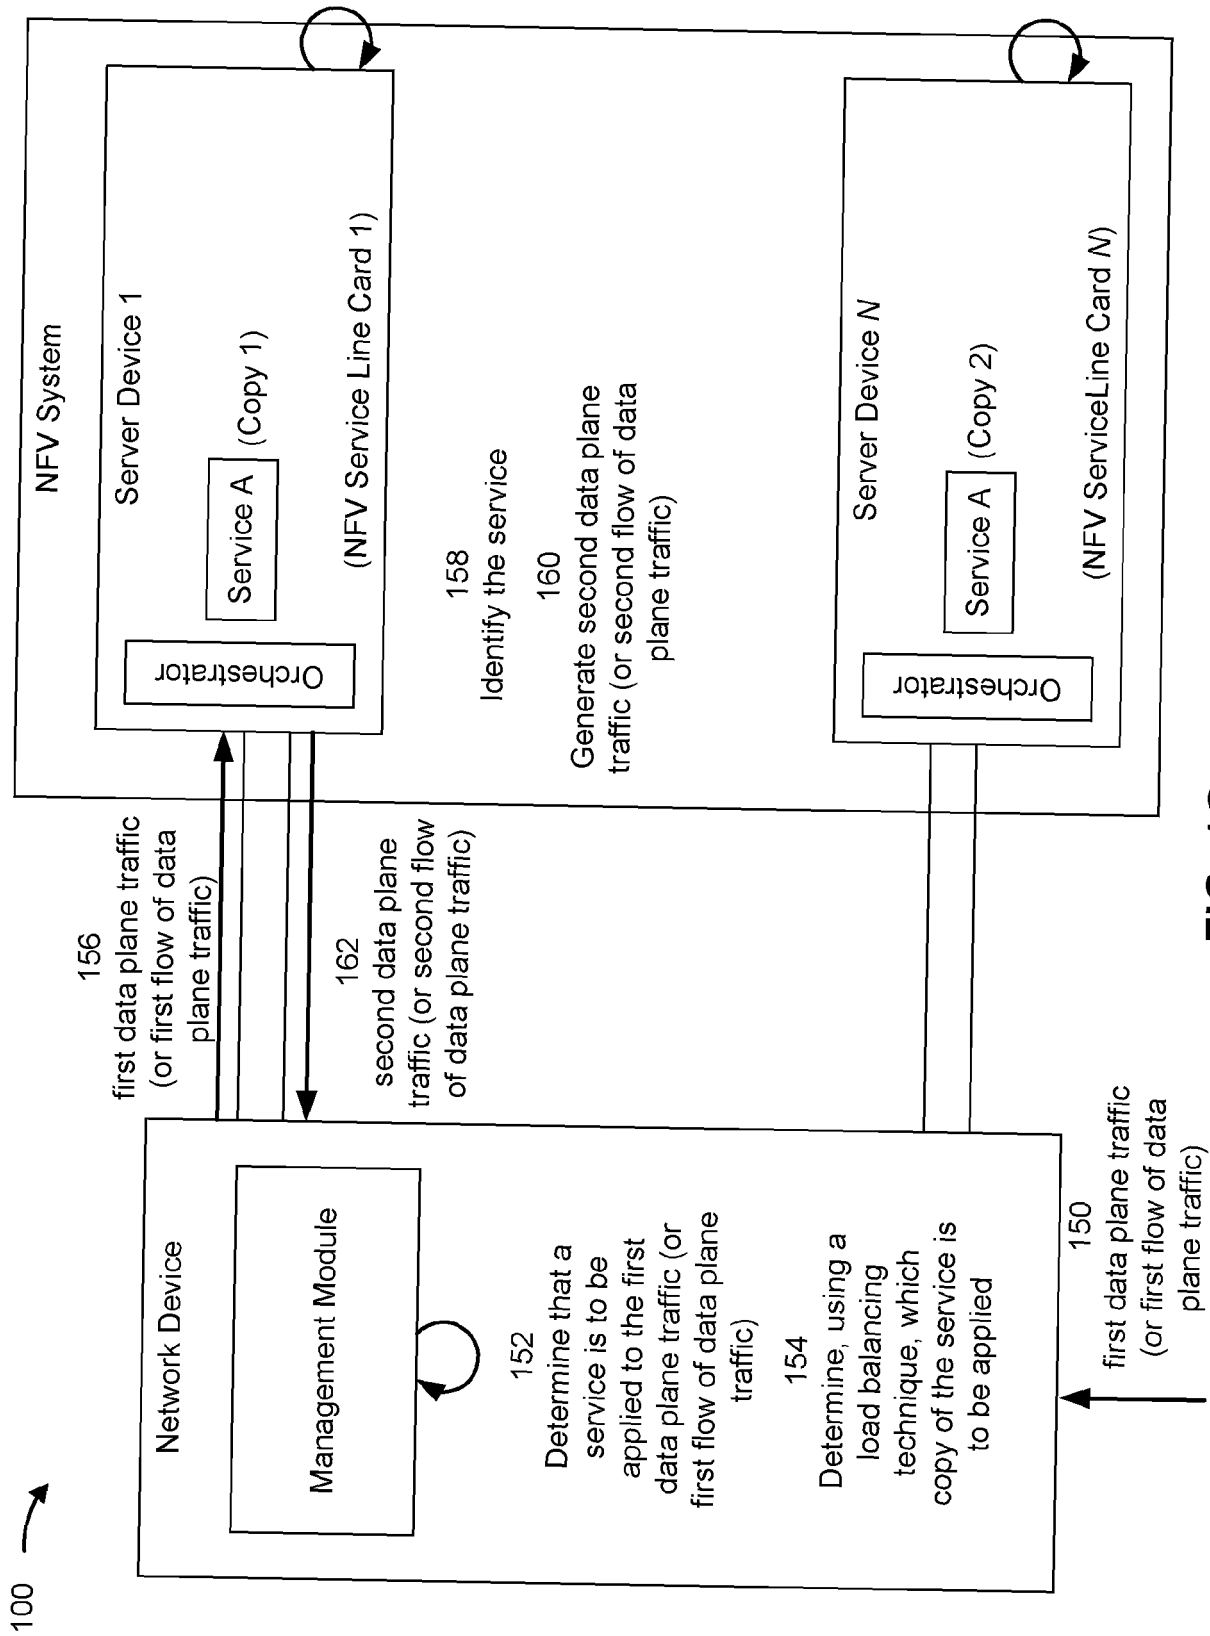 100
Network Device
Management Module
152
Determine that a
service is to be
applied to the first
data plane traffic (or
first flow of data plane
traffic)
154
Determine, using a
load balancing
technique, which
copy of the service is
to be applied
150
first data plane traffic
(or first flow of data
plane traffic)
156
first data plane traffic
(or first flow of data
plane traffic)
162
second data plane
traffic (or second flow
of data plane traffic)
NFV System
Server Device 1
Orchestrator
Service A
(Copy 1)
(NFV Service Line Card 1)
158
Identify the service
160
Generate second data plane
traffic (or second flow of data
plane traffic)
Server Device N
Orchestrator
Service A
(Copy 2)
(NFV ServiceLine Card N)